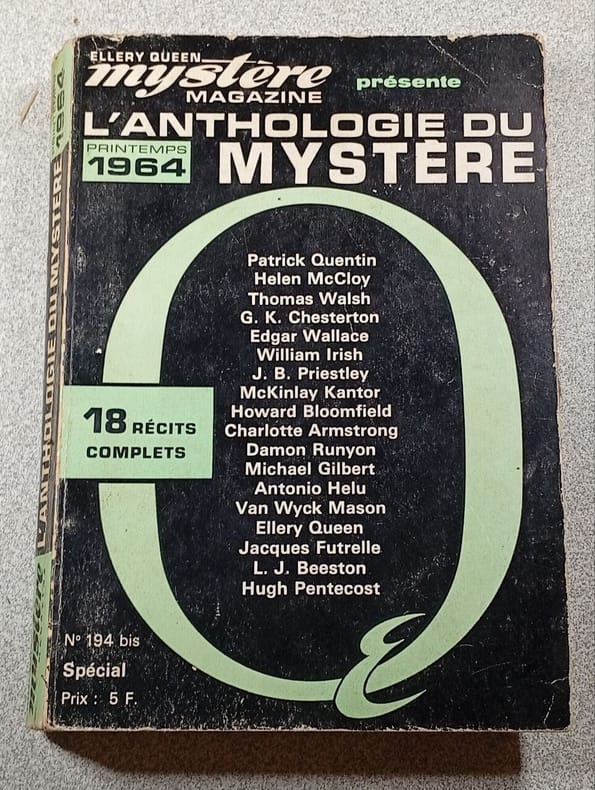 ELLERY QUEEN
mystère
MAGAZINE
présente
L'ANTHOLOGIE DU
PRINTEMPS
1964
MYSTÈRE
Patrick Quentin
Helen McCloy
Thomas Walsh
G. K. Chesterton
Edgar Wallace
William Irish
J. B. Priestley
McKinlay Kantor
Howard Bloomfield
Charlotte Armstrong
Damon Runyon
Michael Gilbert
Antonio Helu
Van Wyck Mason
Ellery Queen
Jacques Futrelle
L. J. Beeston
Hugh Pentecost
18 RÉCITS
COMPLETS
N° 194 bis
Spécial
Prix : 5 F.
mystère L'ANTHOLOGIE DU MYSTÈRE 1964